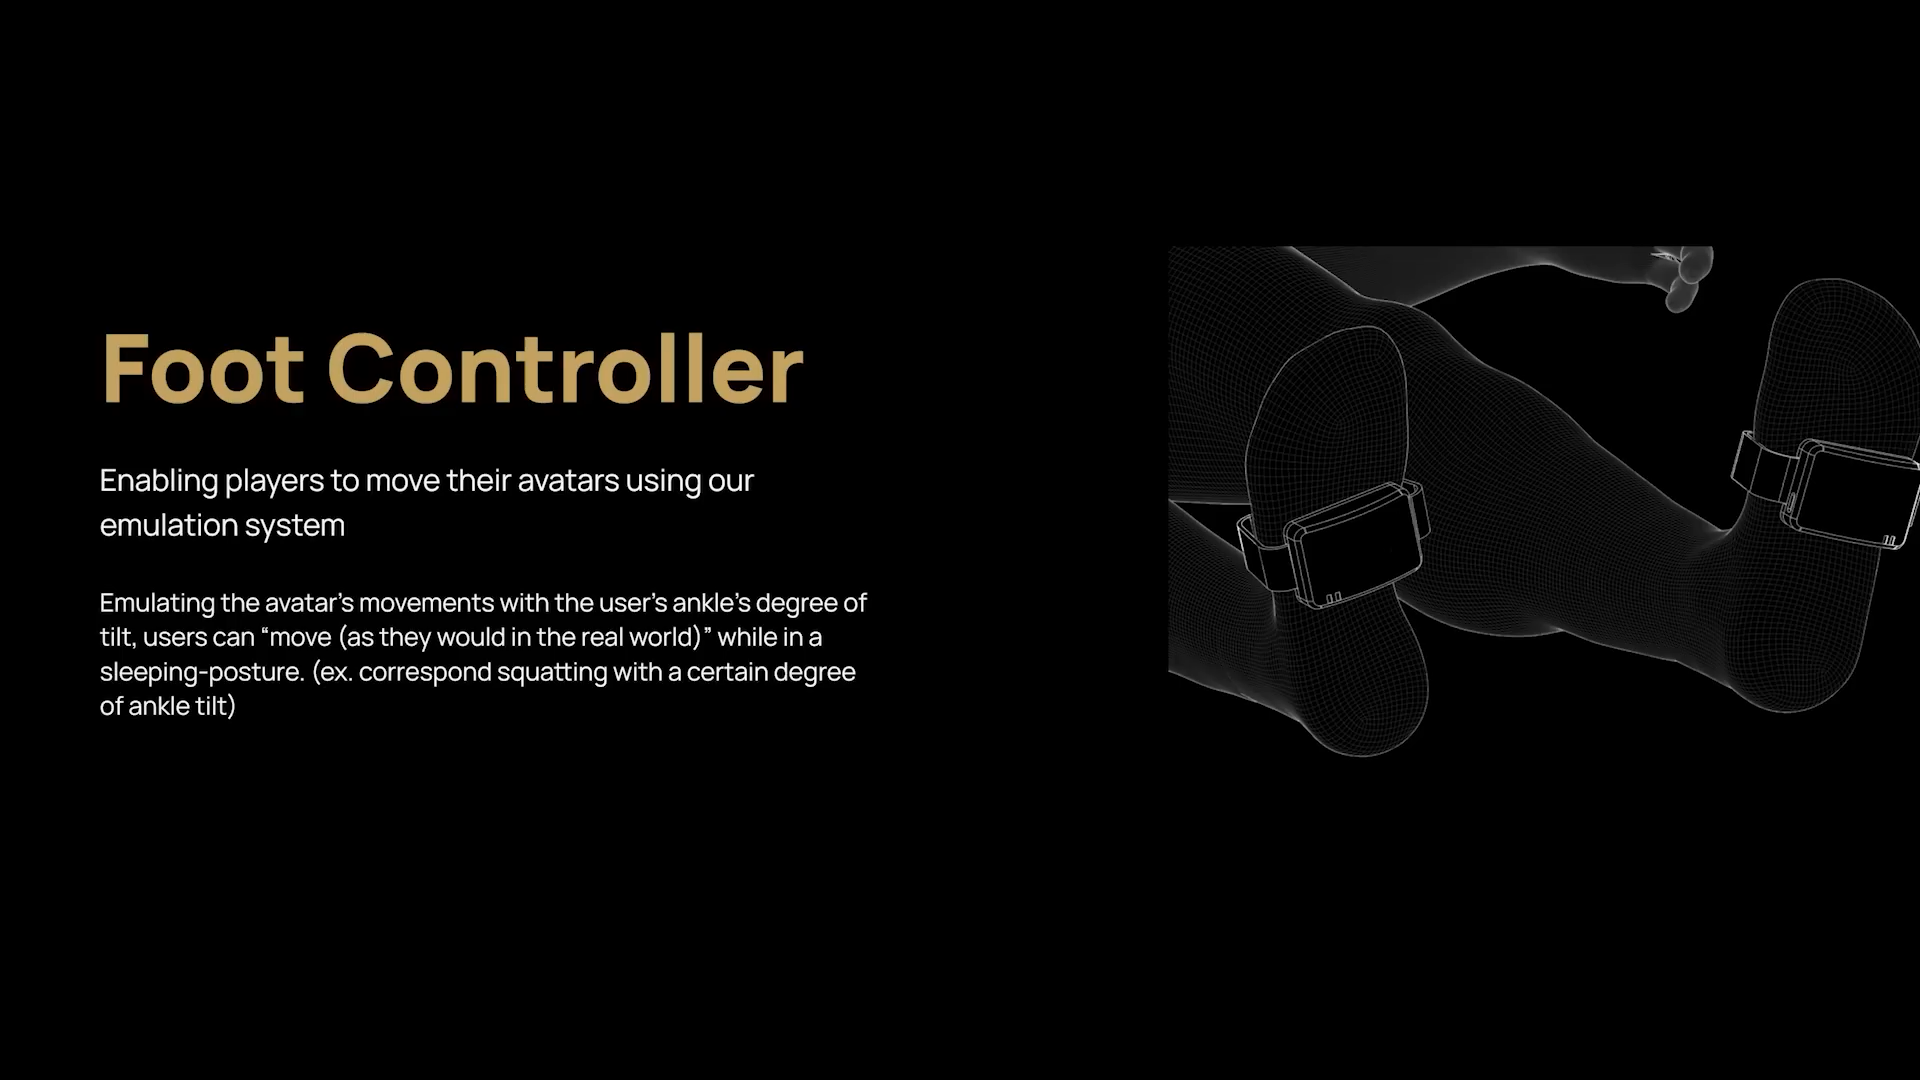 Foot Controller
Enabling players to move their avatars using our
emulation system
Emulating the avatar’s movements with the user’s ankle’s degree of
tilt, users can “move (as they would in the real world)” while in a
sleeping-posture. (ex. correspond squatting with a certain degree
of ankle tilt)